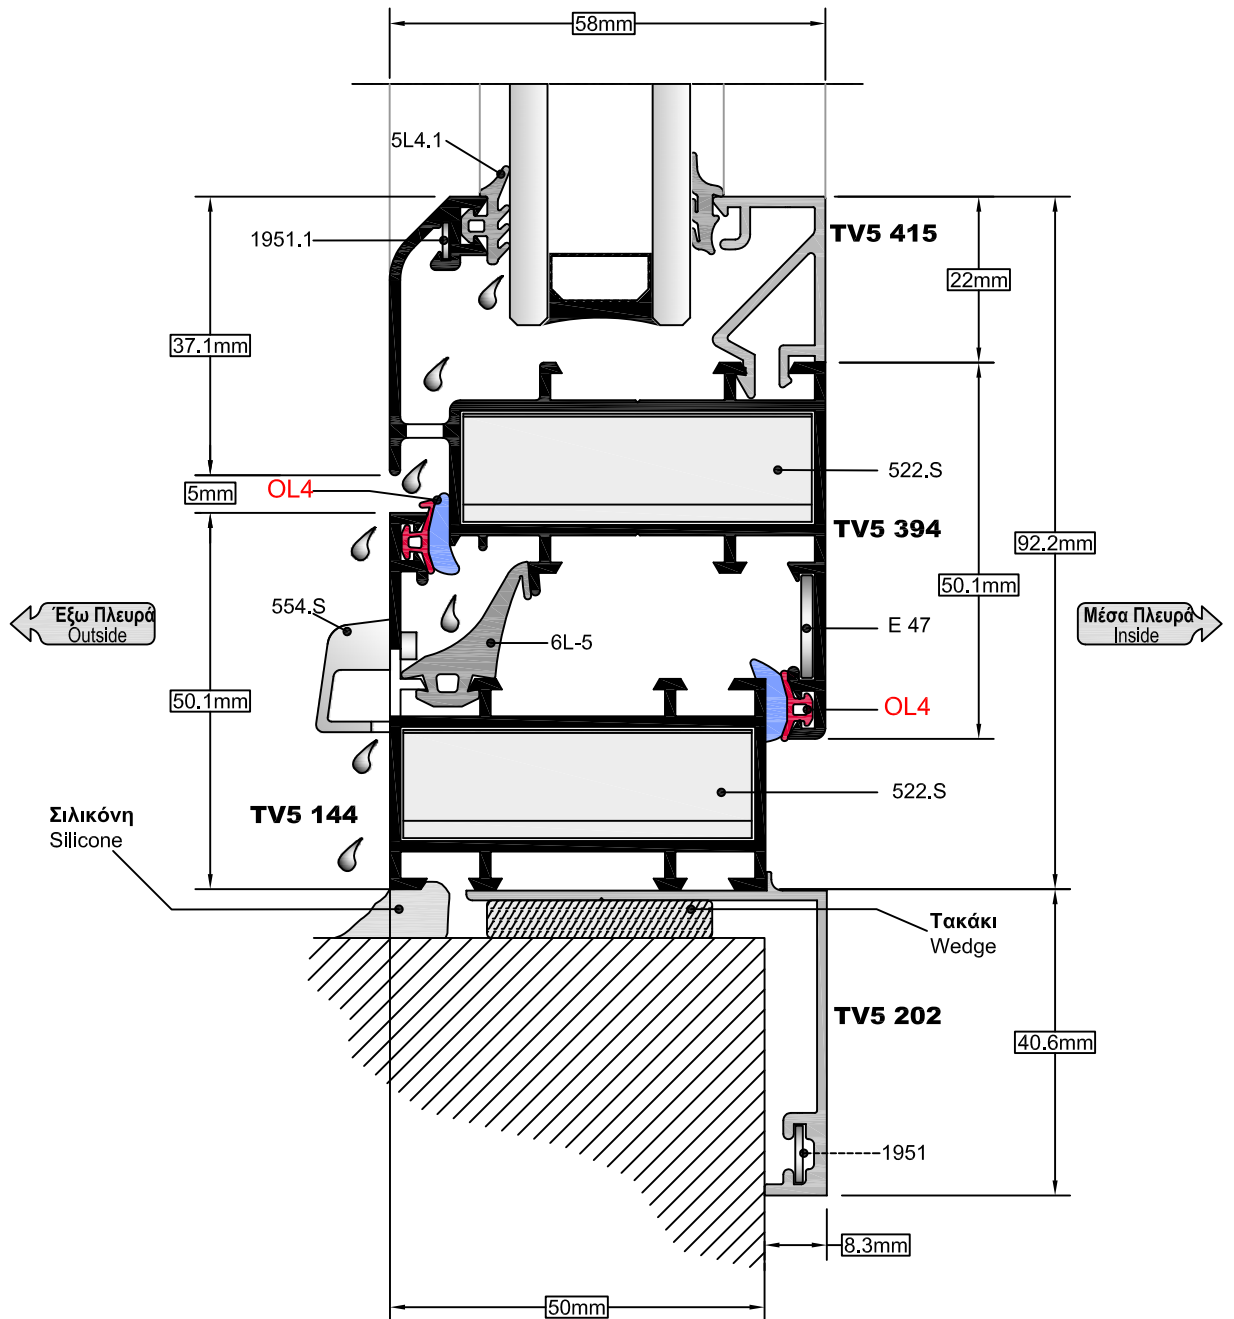 58mm
5L4.1
1951.1
TV5 415
22mm
37.1mm
522.S
5mm
OL4
TV5 394
92.2mm
50.1mm
554.S
Έξω Πλευρά
Outside
6L-5
E 47
Μέσα Πλευρά
Inside
50.1mm
OL4
522.S
TV5 144
Σιλικόνη
Silicone
Τακάκι
Wedge
TV5 202
40.6mm
1951
8.3mm
50mm